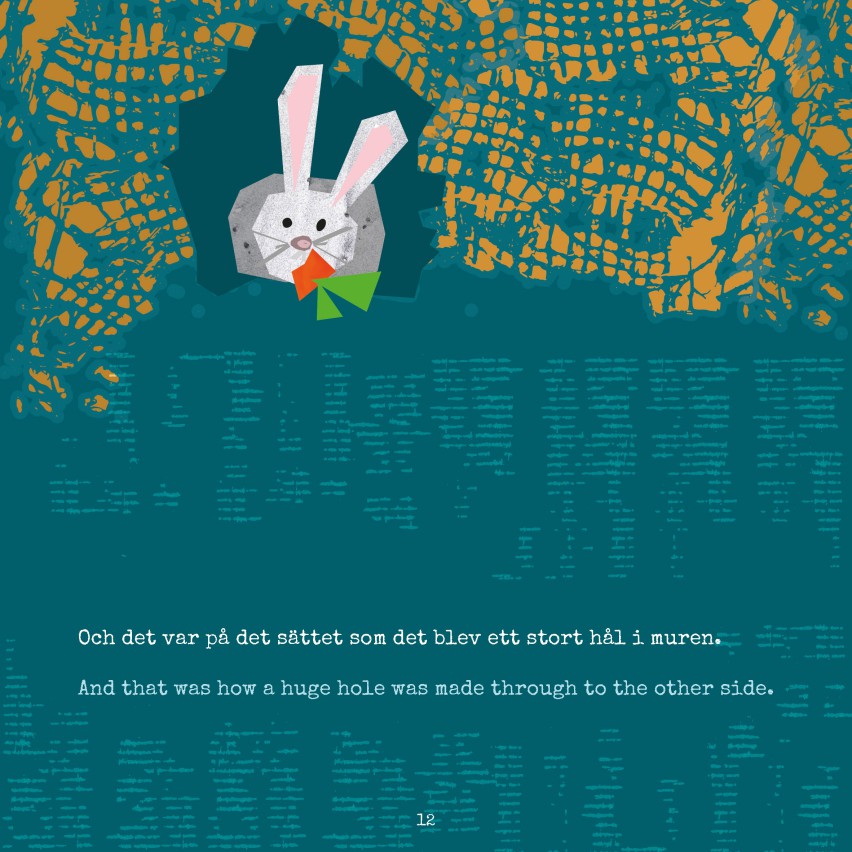 Och det var på det sättet som det blev ett stort hål i muren.
And that was how a huge hole was made through to the other side.
12